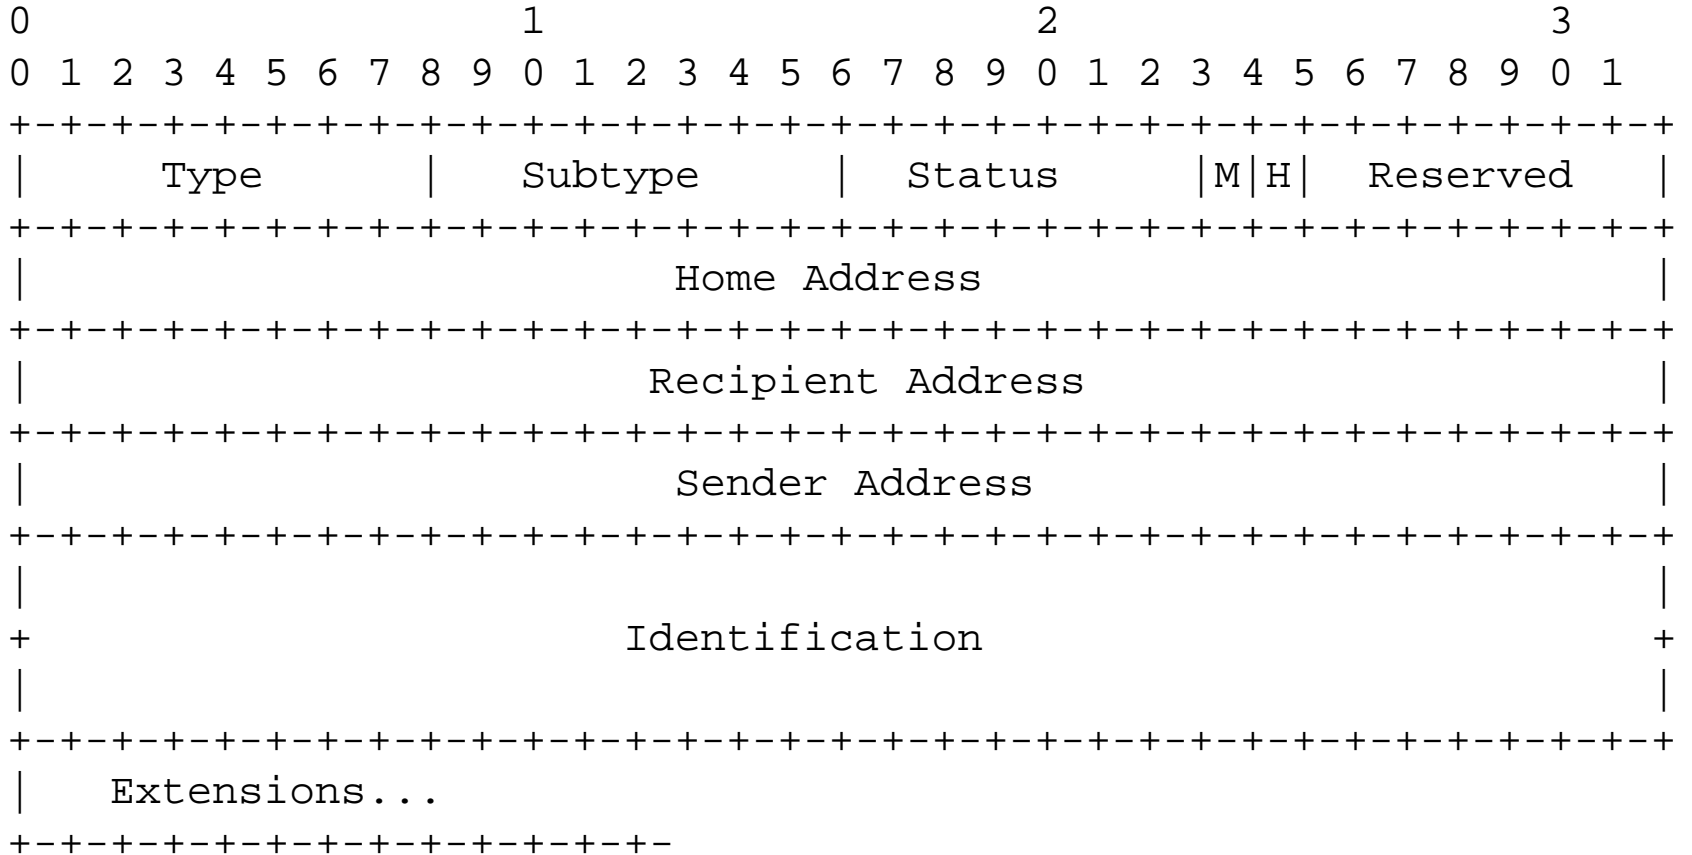 0                   1                   2                   3
0 1 2 3 4 5 6 7 8 9 0 1 2 3 4 5 6 7 8 9 0 1 2 3 4 5 6 7 8 9 0 1
+-+-+-+-+-+-+-+-+-+-+-+-+-+-+-+-+-+-+-+-+-+-+-+-+-+-+-+-+-+-+-+-+
|     Type      |   Subtype     |  Status     |M|H|  Reserved   |
+-+-+-+-+-+-+-+-+-+-+-+-+-+-+-+-+-+-+-+-+-+-+-+-+-+-+-+-+-+-+-+-+
|                         Home Address                          |
+-+-+-+-+-+-+-+-+-+-+-+-+-+-+-+-+-+-+-+-+-+-+-+-+-+-+-+-+-+-+-+-+
|                        Recipient Address                      |
+-+-+-+-+-+-+-+-+-+-+-+-+-+-+-+-+-+-+-+-+-+-+-+-+-+-+-+-+-+-+-+-+
|                         Sender Address                        |
+-+-+-+-+-+-+-+-+-+-+-+-+-+-+-+-+-+-+-+-+-+-+-+-+-+-+-+-+-+-+-+-+
|                                                               |
+                       Identification                          +
|                                                               |
+-+-+-+-+-+-+-+-+-+-+-+-+-+-+-+-+-+-+-+-+-+-+-+-+-+-+-+-+-+-+-+-+
|   Extensions...
+-+-+-+-+-+-+-+-+-+-+-+-+-